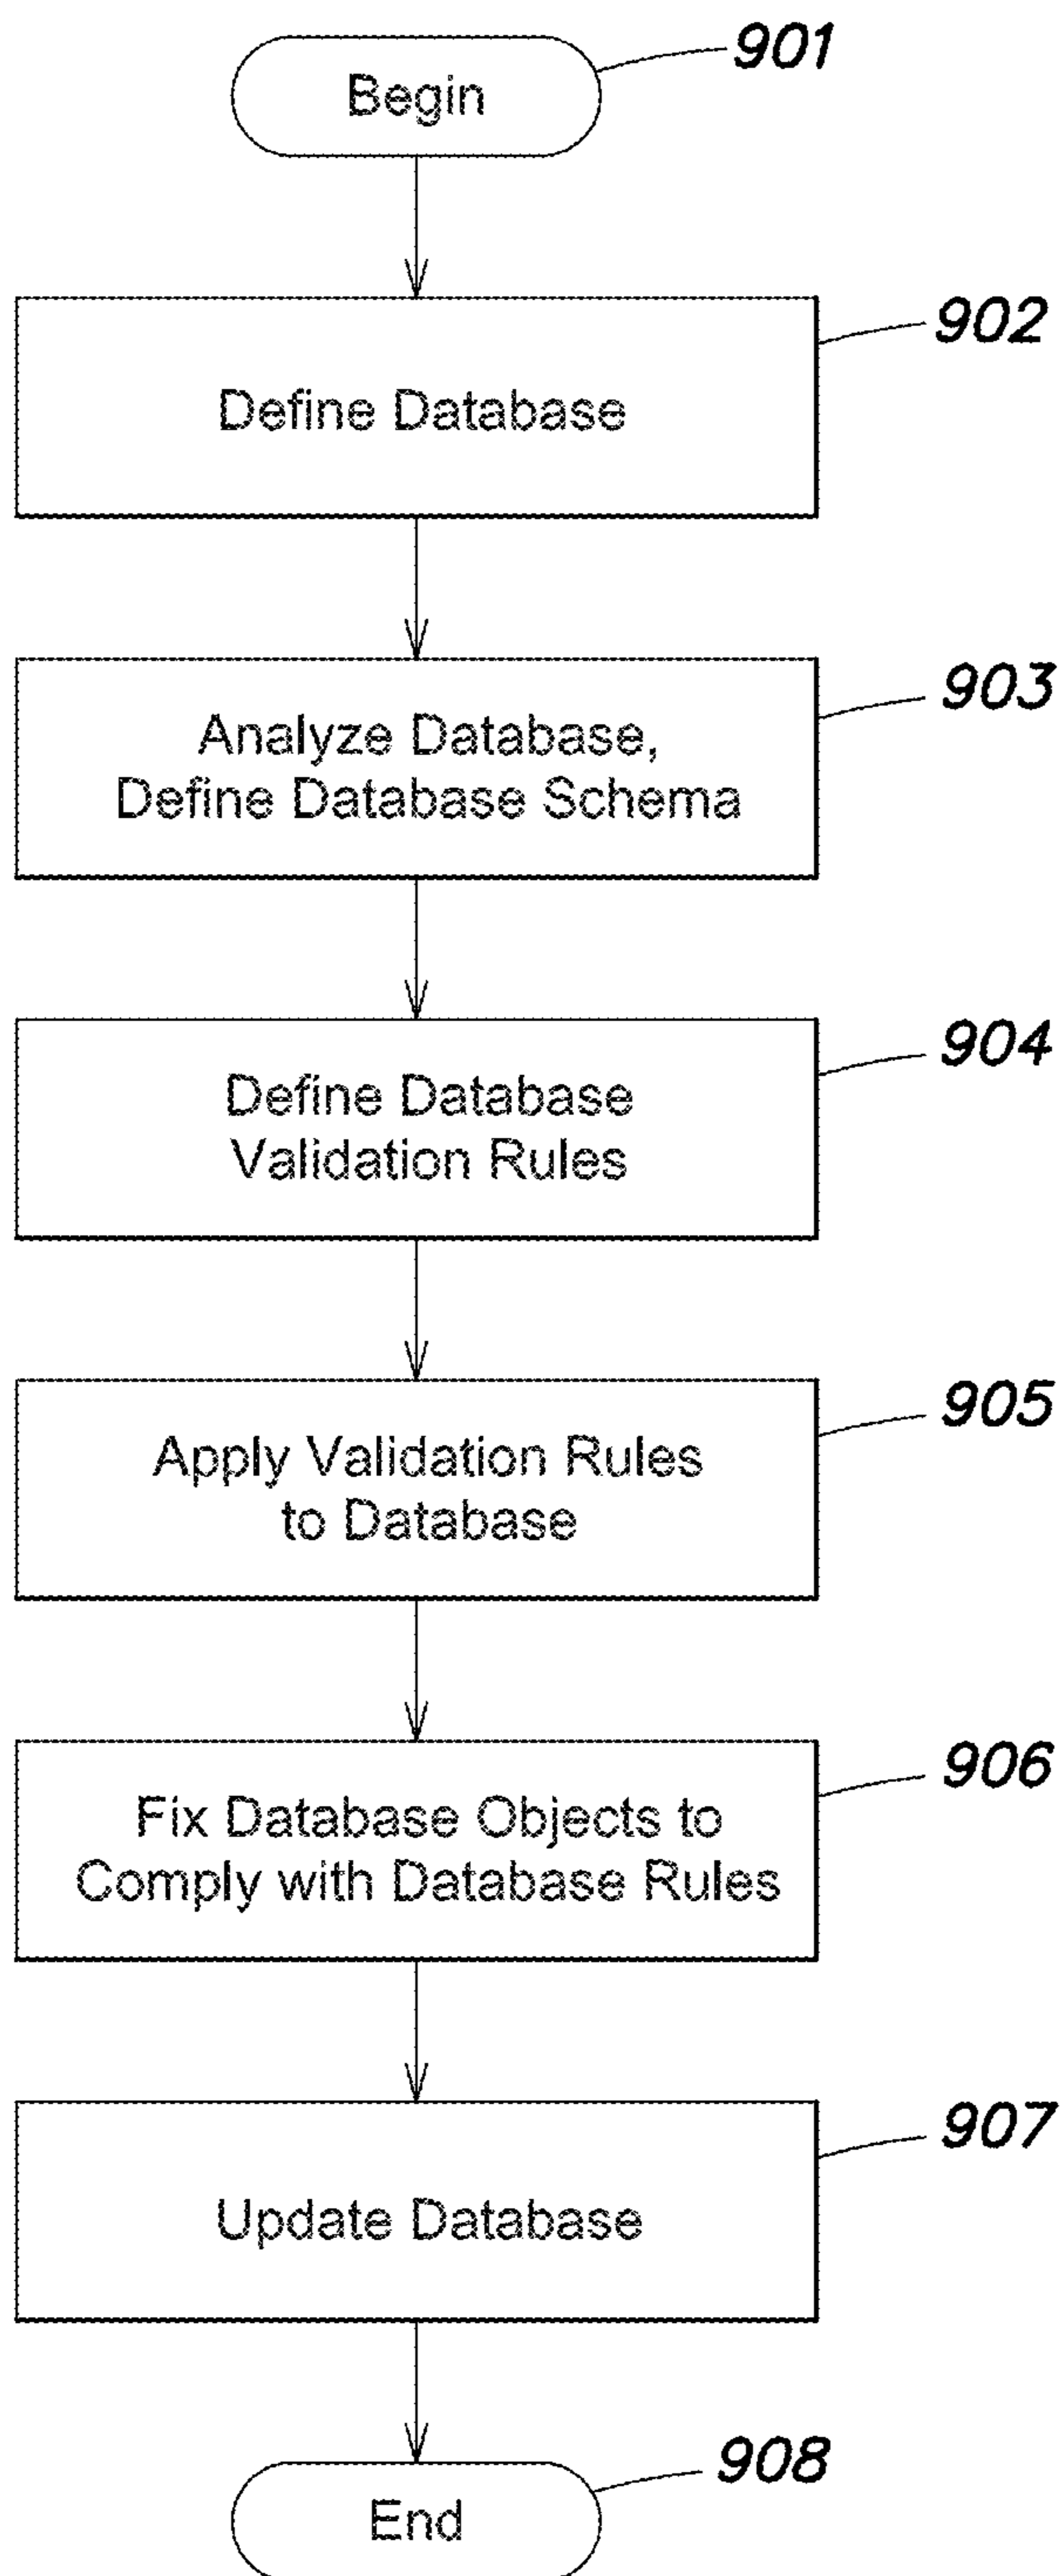 901
Begin
902
Define Database
903
Analyze Database,
Define Database Schema
904
Define Database
Validation Rules
905
Apply Validation Rules
to Database
906
Fix Database Objects to
Comply with Database Rules
907
Update Database
908
End